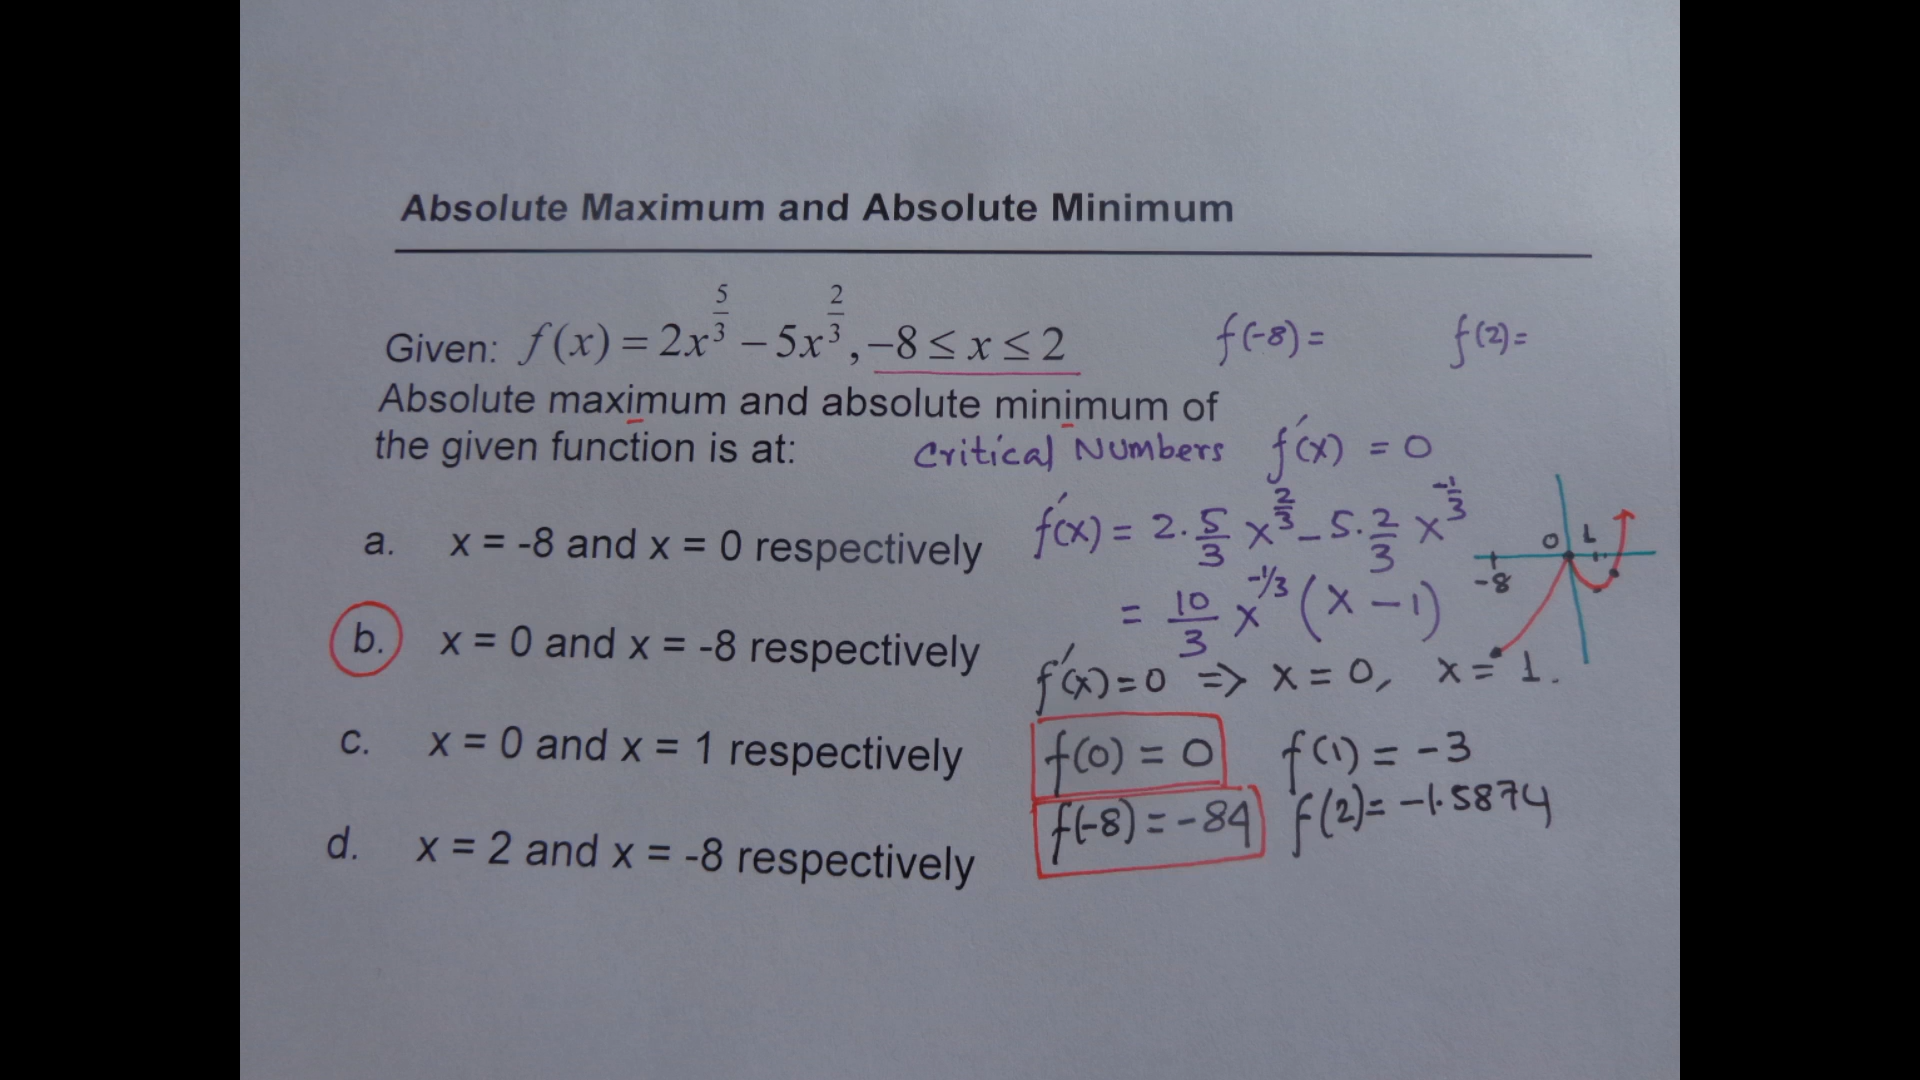 Absolute Maximum and Absolute Minimum
Given: f(x) = 2x^(5/3) − 5x^(2/3), −8 ≤ x ≤ 2
f(-8) =
f(2) =
Absolute maximum and absolute minimum of
the given function is at:
Critical Numbers f'(x) = 0
a. x = -8 and x = 0 respectively
f'(x) = 2·5/3 x^(2/3) − 5·2/3 x^(-1/3)
0 1
-8
= 10/3 x^(-1/3) (x − 1)
b. x = 0 and x = -8 respectively
f'(x) = 0 => x = 0, x = 1.
c. x = 0 and x = 1 respectively
f(0) = 0 f(1) = -3
f(-8) = -84 f(2) = -1.5874
d. x = 2 and x = -8 respectively